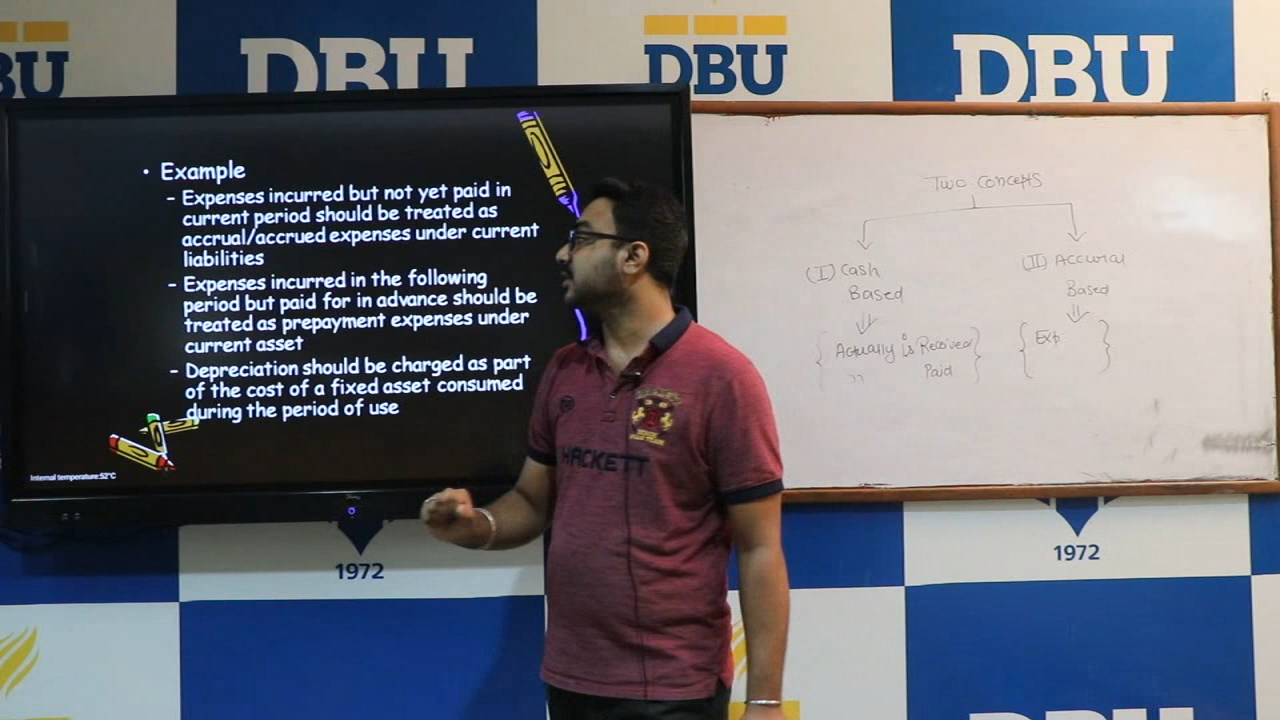 BU
DBU
DBU
DBU
• Example
– Expenses incurred but not yet paid in
current period should be treated as
accrual/accrued expenses under current
liabilities
– Expenses incurred in the following
period but paid for in advance should be
treated as prepayment expenses under
current asset
– Depreciation should be charged as part
of the cost of a fixed asset consumed
during the period of use
Internal temperature:52°C
Two Concepts
(I) Cash
Based
{ Actually is Received }
" Paid
(II) Accural
Based
{ Exp }
HACKETT
1972
1972
DBU